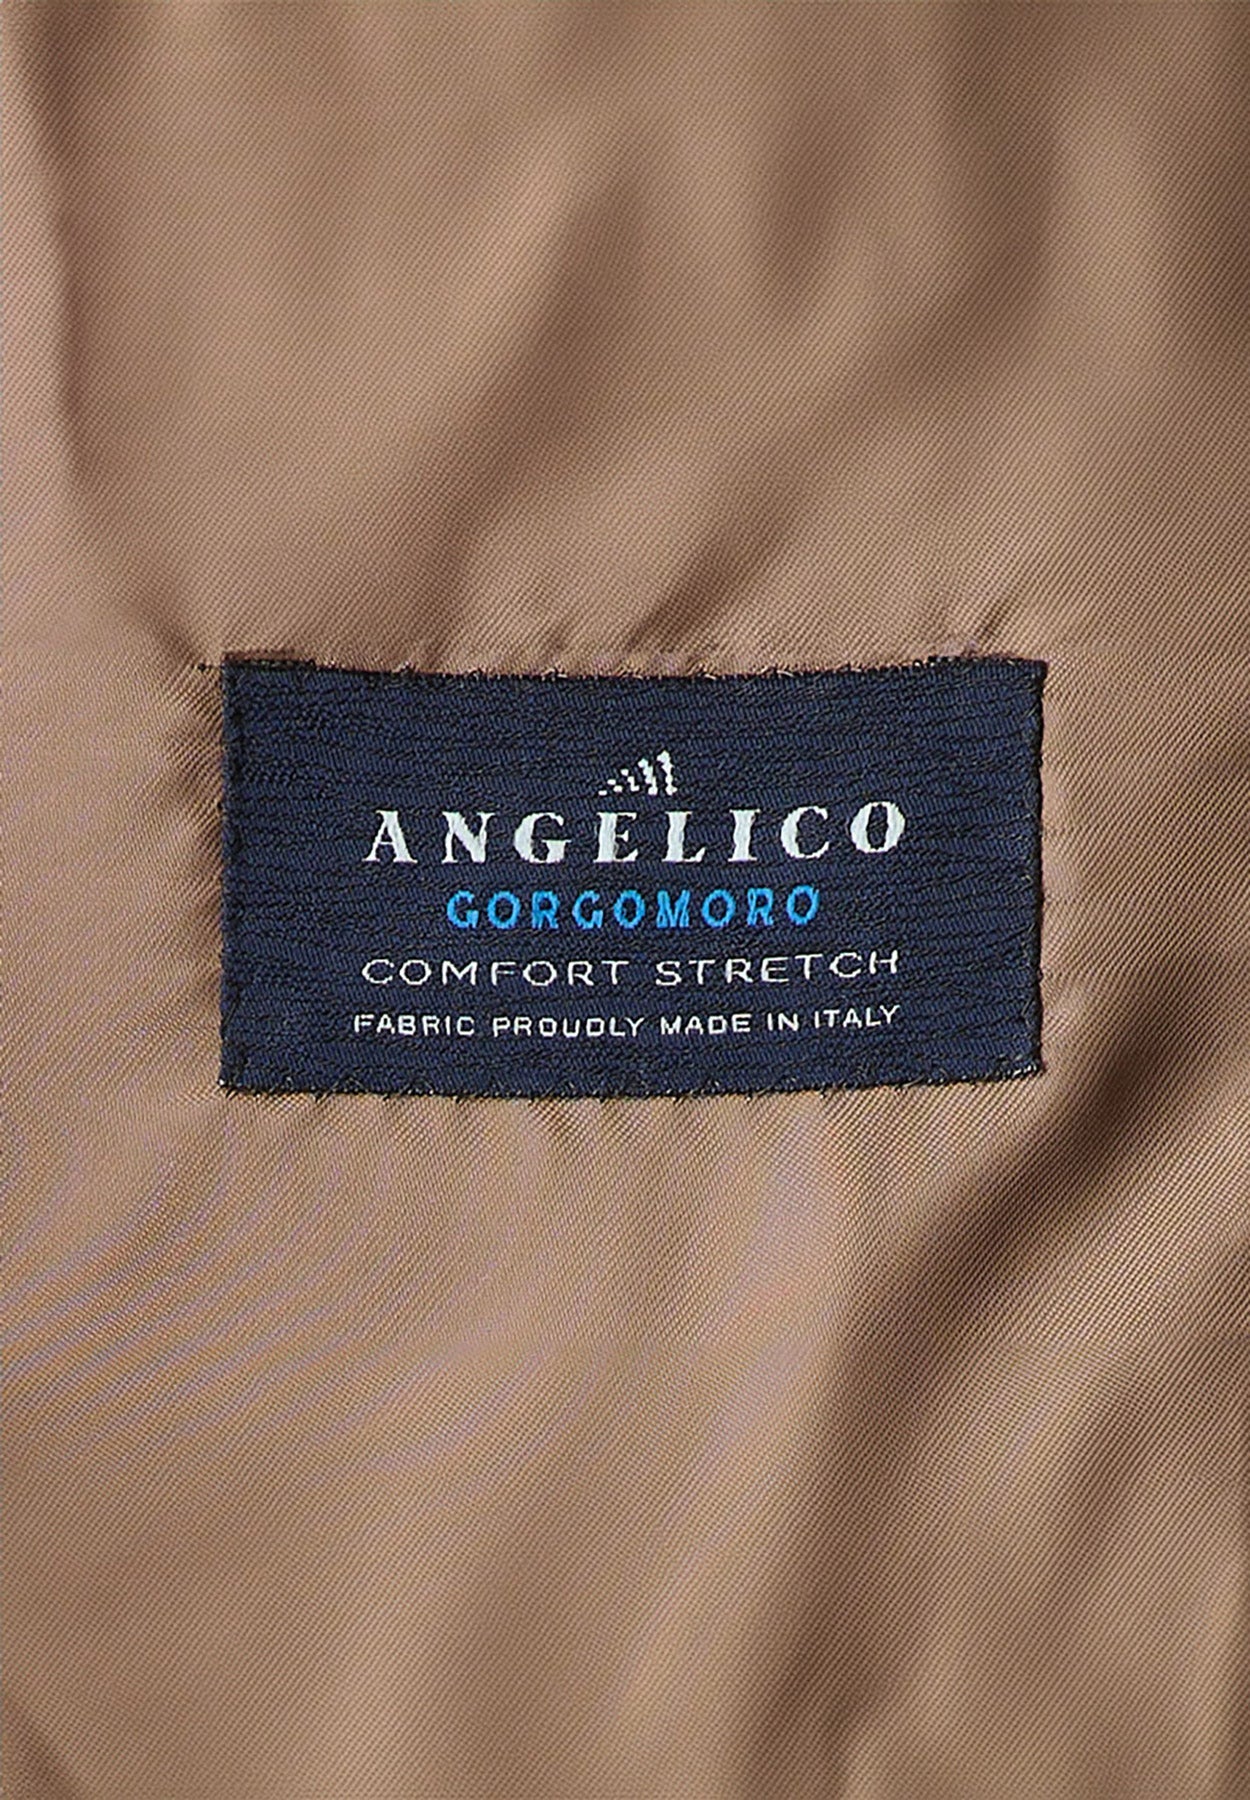 ANGELICO
GORGOMORO
COMFORT STRETCH
FABRIC PROUDLY MADE IN ITALY